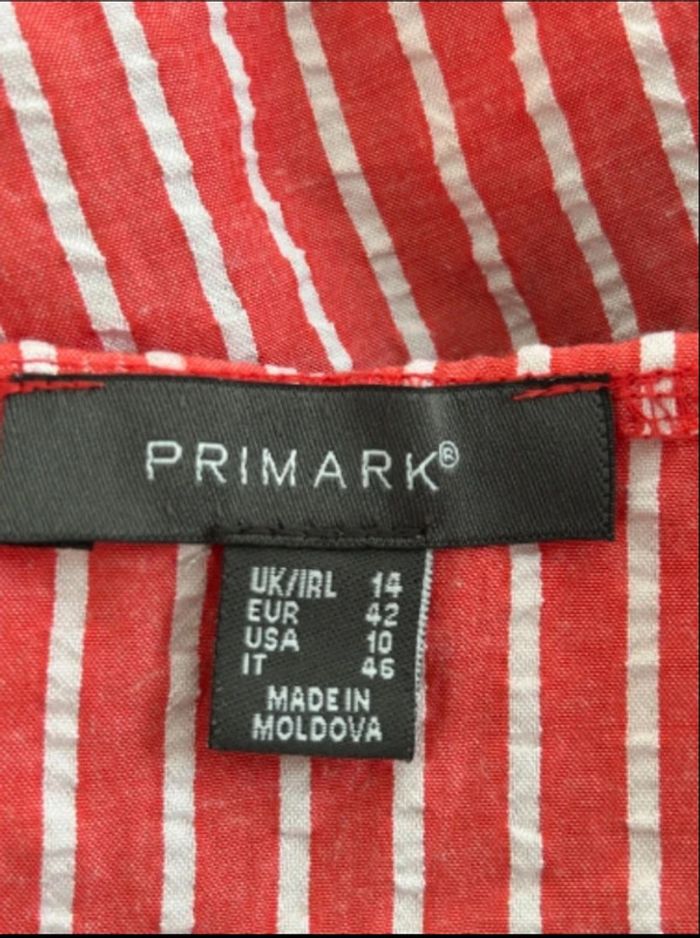 PRIMARK®
UK/IRL 14
EUR 42
USA 10
IT 46
MADE IN
MOLDOVA